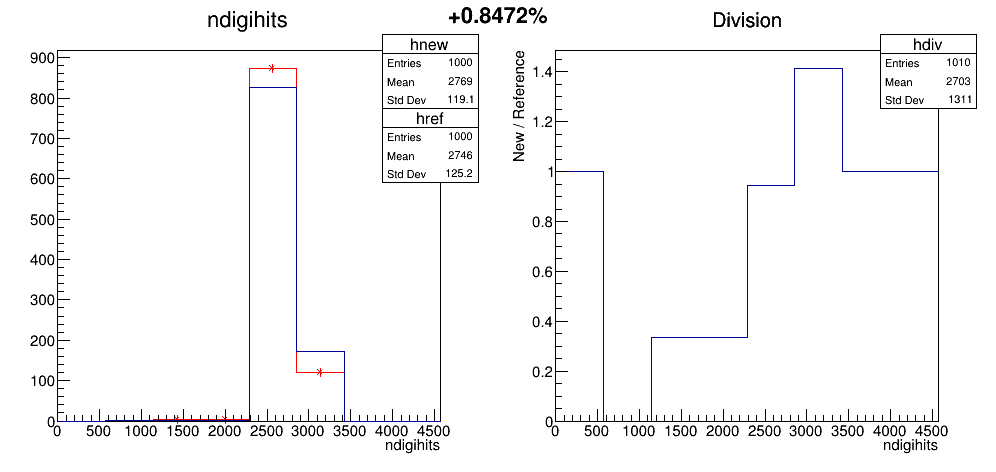 +0.8472%
ndigihits
hnew
Entries 1000
Mean 2769
Std Dev 119.1
href
Entries 1000
Mean 2746
Std Dev 125.2
900
800
700
600
500
400
300
200
100
0
0 500 1000 1500 2000 2500 3000 3500 4000 4500
ndigihits
Division
hdiv
Entries 1010
Mean 2703
Std Dev 1311
New / Reference
1.4
1.2
1
0.8
0.6
0.4
0.2
0
0 500 1000 1500 2000 2500 3000 3500 4000 4500
ndigihits